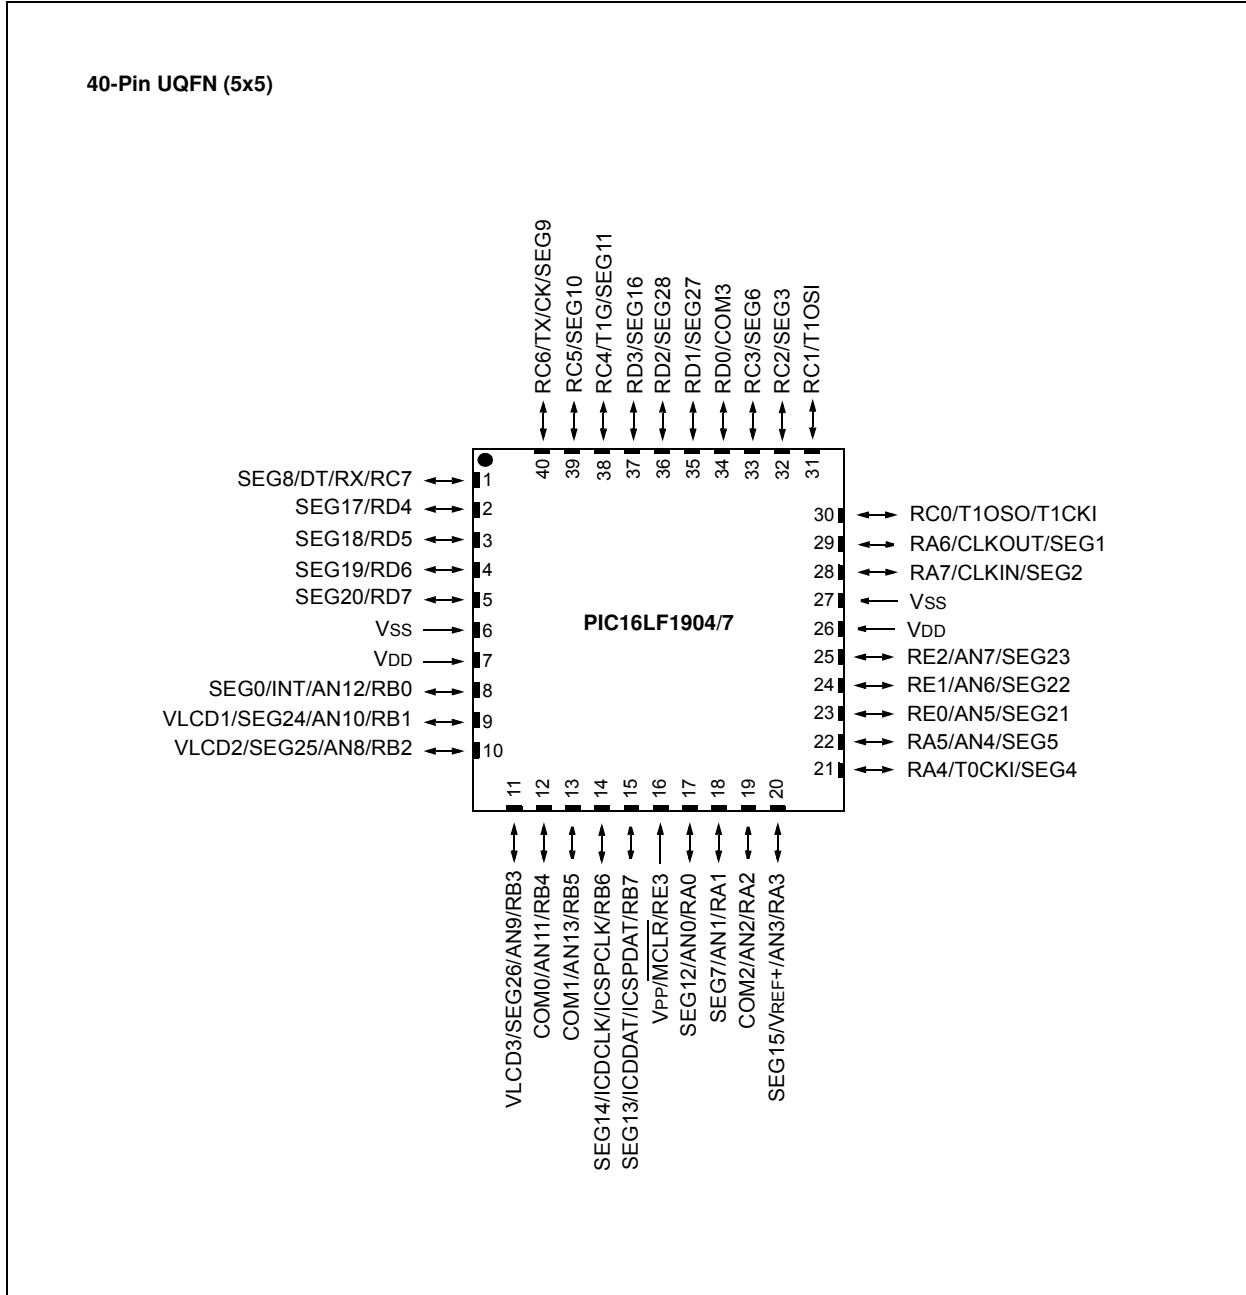 40-Pin UQFN (5x5)
RC6/TX/CK/SEG9
RC5/SEG10
RC4/T1G/SEG11
RD3/SEG16
RD2/SEG28
RD1/SEG27
RD0/COM3
RC3/SEG6
RC2/SEG3
RC1/T1OSI
40
39
38
37
36
35
34
33
32
31
SEG8/DT/RX/RC7 1
SEG17/RD4 2
SEG18/RD5 3
SEG19/RD6 4
SEG20/RD7 5
VSS 6
VDD 7
SEG0/INT/AN12/RB0 8
VLCD1/SEG24/AN10/RB1 9
VLCD2/SEG25/AN8/RB2 10
PIC16LF1904/7
30 RC0/T1OSO/T1CKI
29 RA6/CLKOUT/SEG1
28 RA7/CLKIN/SEG2
27 VSS
26 VDD
25 RE2/AN7/SEG23
24 RE1/AN6/SEG22
23 RE0/AN5/SEG21
22 RA5/AN4/SEG5
21 RA4/T0CKI/SEG4
11
12
13
14
15
16
17
18
19
20
VLCD3/SEG26/AN9/RB3
COM0/AN11/RB4
COM1/AN13/RB5
SEG14/ICDCLK/ICSPCLK/RB6
SEG13/ICDDAT/ICSPDAT/RB7
VPP/MCLR/RE3
SEG12/AN0/RA0
SEG7/AN1/RA1
COM2/AN2/RA2
SEG15/VREF+/AN3/RA3